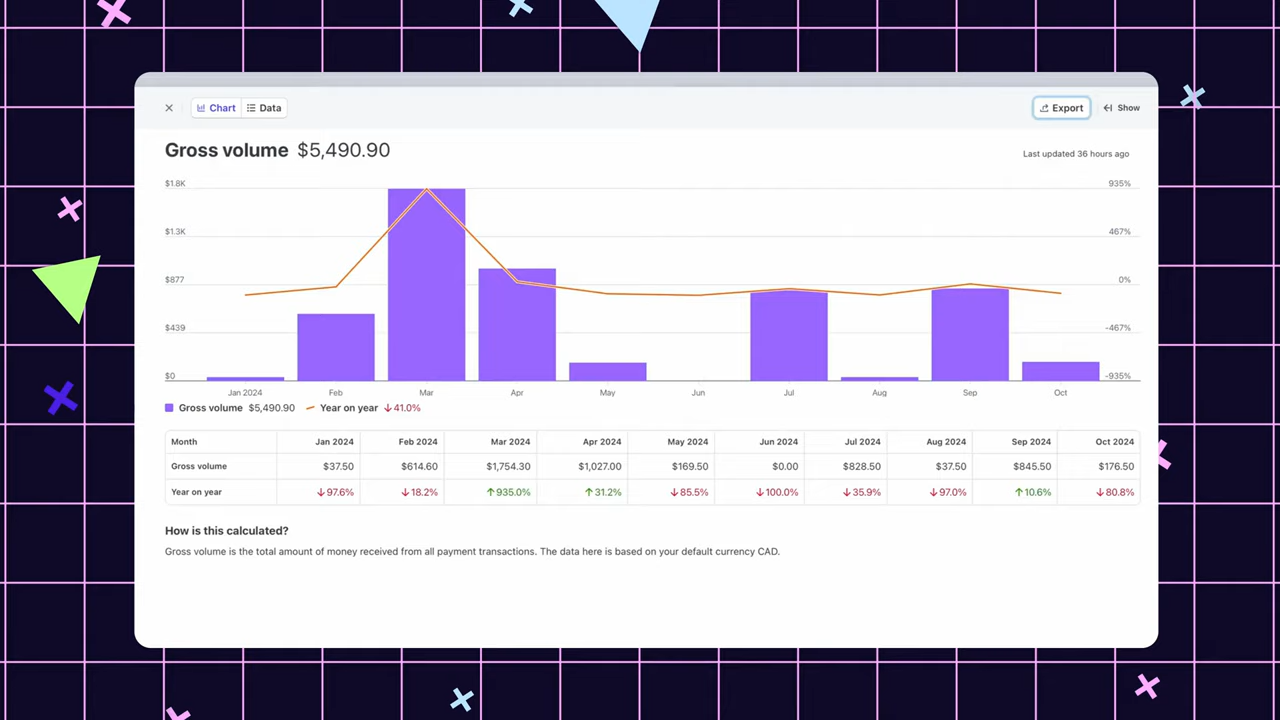 Chart Data Export Show
Gross volume $5,490.90
Last updated 36 hours ago
$1.8K 935%
$1.3K 467%
$877 0%
$439 -467%
$0 -935%
Jan 2024 Feb Mar Apr May Jun Jul Aug Sep Oct
Gross volume $5,490.90 Year on year ↓41.0%
Month Jan 2024 Feb 2024 Mar 2024 Apr 2024 May 2024 Jun 2024 Jul 2024 Aug 2024 Sep 2024 Oct 2024
Gross volume $37.50 $614.60 $1,754.30 $1,027.00 $169.50 $0.00 $828.50 $37.50 $845.50 $176.50
Year on year ↓97.6% ↓18.2% ↑935.0% ↑31.2% ↓85.5% ↓100.0% ↓35.9% ↓97.0% ↑10.6% ↓80.8%
How is this calculated?
Gross volume is the total amount of money received from all payment transactions. The data here is based on your default currency CAD.